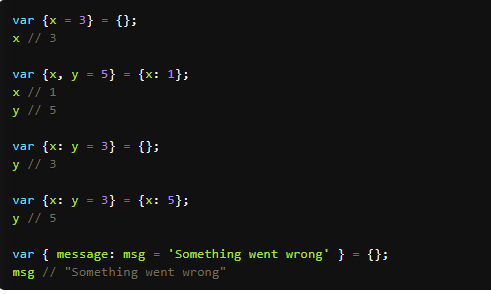 var {x = 3} = {};
x // 3
var {x, y = 5} = {x: 1};
x // 1
y // 5
var {x: y = 3} = {};
y // 3
var {x: y = 3} = {x: 5};
y // 5
var { message: msg = 'Something went wrong' } = {};
msg // "Something went wrong"